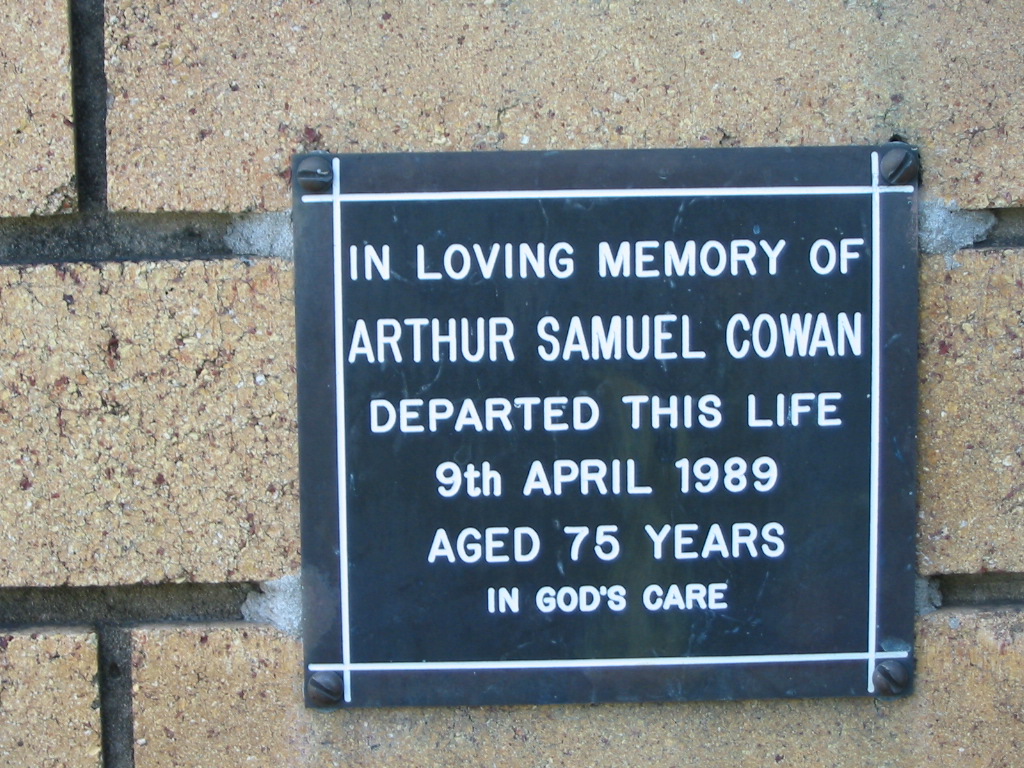 IN LOVING MEMORY OF
ARTHUR SAMUEL COWAN
DEPARTED THIS LIFE
9th APRIL 1989
AGED 75 YEARS
IN GOD'S CARE